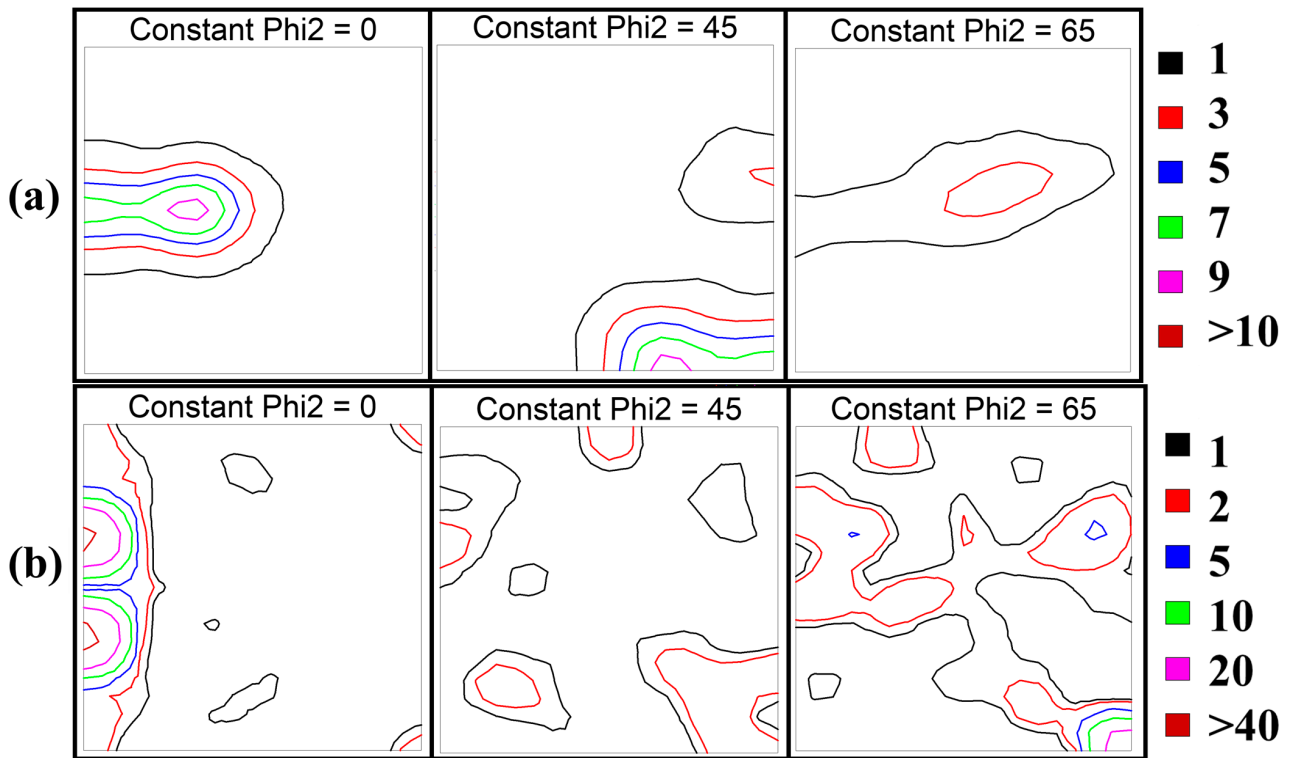 Constant Phi2 = 0
Constant Phi2 = 45
Constant Phi2 = 65
(a)
1
3
5
7
9
>10
Constant Phi2 = 0
Constant Phi2 = 45
Constant Phi2 = 65
(b)
1
2
5
10
20
>40